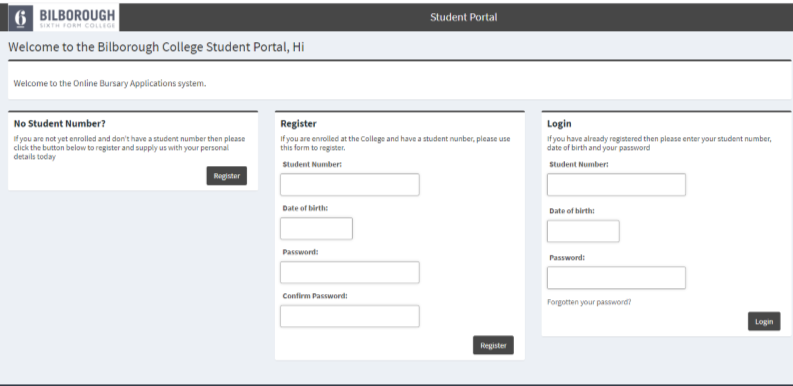 6 BILBOROUGH
SIXTH FORM COLLEGE
Student Portal
Welcome to the Bilborough College Student Portal, Hi
Welcome to the Online Bursary Applications system.
No Student Number?
If you are not yet enrolled and don't have a student number then please
click the button below to register and supply us with your personal
details today
Register
Register
If you are enrolled at the College and have a student number, please use
this form to register.
Student Number:
Date of birth:
Password:
Confirm Password:
Register
Login
If you have already registered then please enter your student number,
date of birth and your password
Student Number:
Date of birth:
Password:
Forgotten your password?
Login